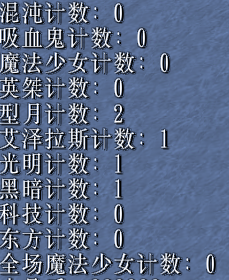 混沌计数: 0
吸血鬼计数: 0
魔法少女计数: 0
英桀计数: 0
型月计数: 2
艾泽拉斯计数: 1
光明计数: 1
黑暗计数: 1
科技计数: 0
东方计数: 0
全场魔法少女计数: 0